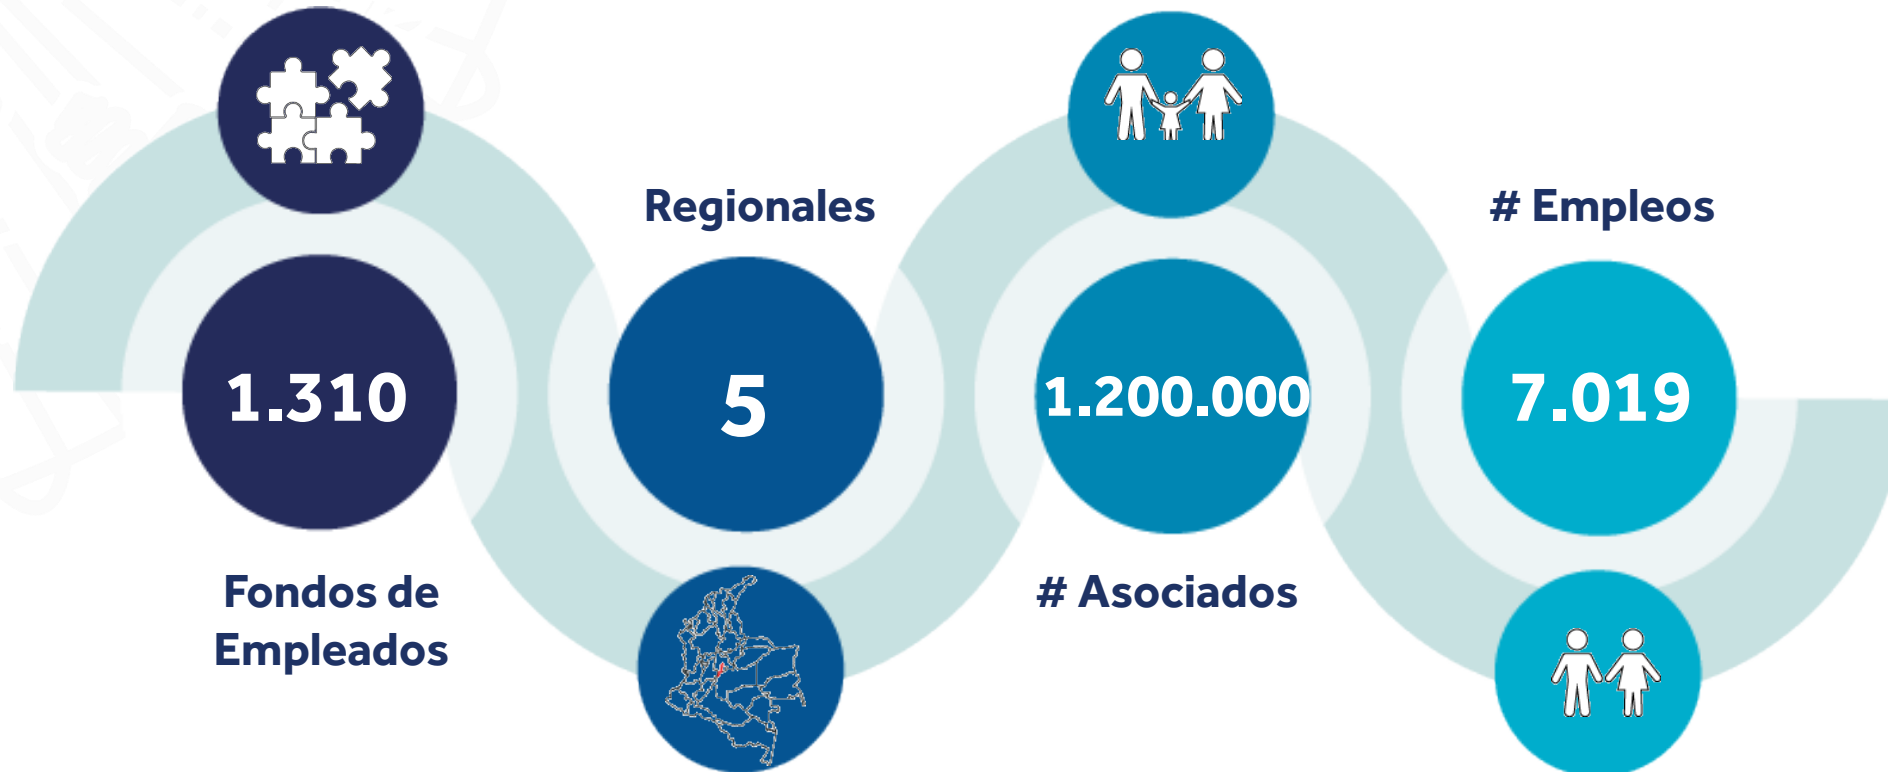 1.310
Fondos de
Empleados
Regionales
5
1.200.000
# Asociados
# Empleos
7.019